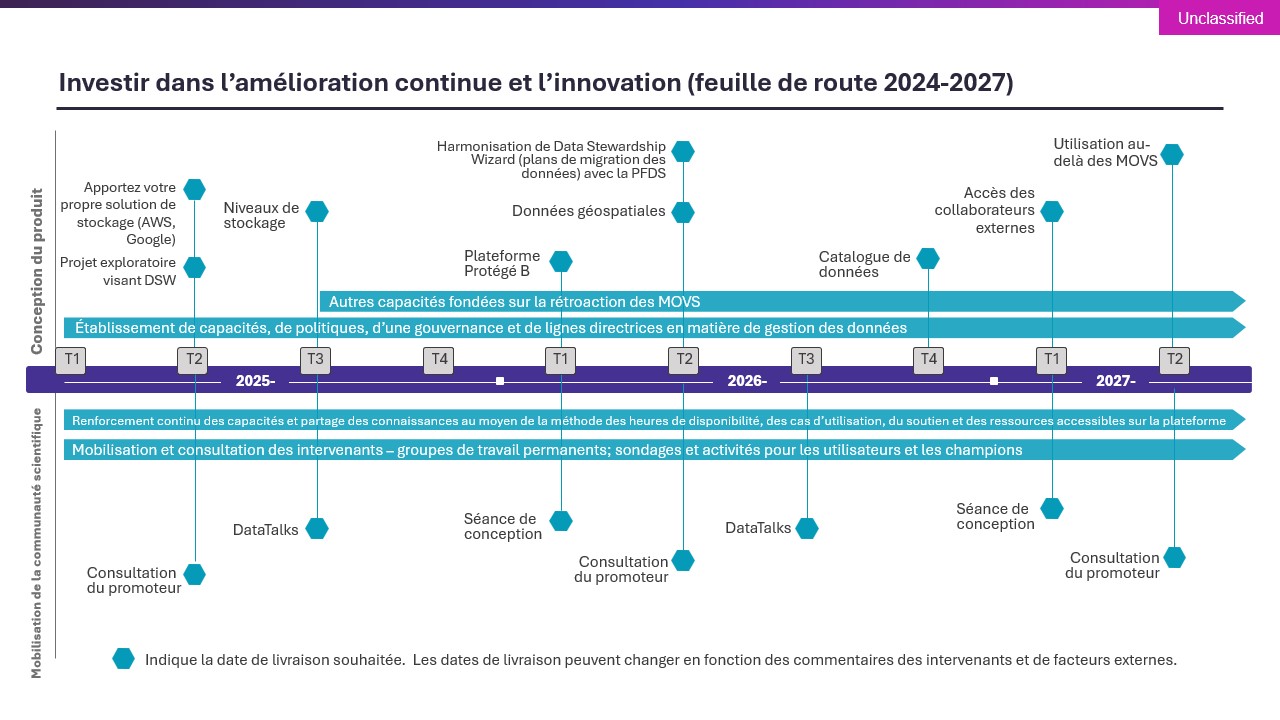 Unclassified
Investir dans l’amélioration continue et l’innovation (feuille de route 2024-2027)
Conception du produit
Apportez votre
propre solution de
stockage (AWS,
Google)
Projet exploratoire
visant DSW
Niveaux de
stockage
Harmonisation de Data Stewardship
Wizard (plans de migration des
données) avec la PFDS
Données géospatiales
Plateforme
Protégé B
Catalogue de
données
Accès des
collaborateurs
externes
Utilisation au-
delà des MOVS
Autres capacités fondées sur la rétroaction des MOVS
Établissement de capacités, de politiques, d’une gouvernance et de lignes directrices en matière de gestion des données
T1 T2 T3 T4 T1 T2 T3 T4 T1 T2
2025- 2026- 2027-
Mobilisation de la communauté scientifique
Renforcement continu des capacités et partage des connaissances au moyen de la méthode des heures de disponibilité, des cas d’utilisation, du soutien et des ressources accessibles sur la plateforme
Mobilisation et consultation des intervenants – groupes de travail permanents; sondages et activités pour les utilisateurs et les champions
Consultation
du promoteur
DataTalks
Séance de
conception
Consultation
du promoteur
DataTalks
Séance de
conception
Consultation
du promoteur
Indique la date de livraison souhaitée.  Les dates de livraison peuvent changer en fonction des commentaires des intervenants et de facteurs externes.